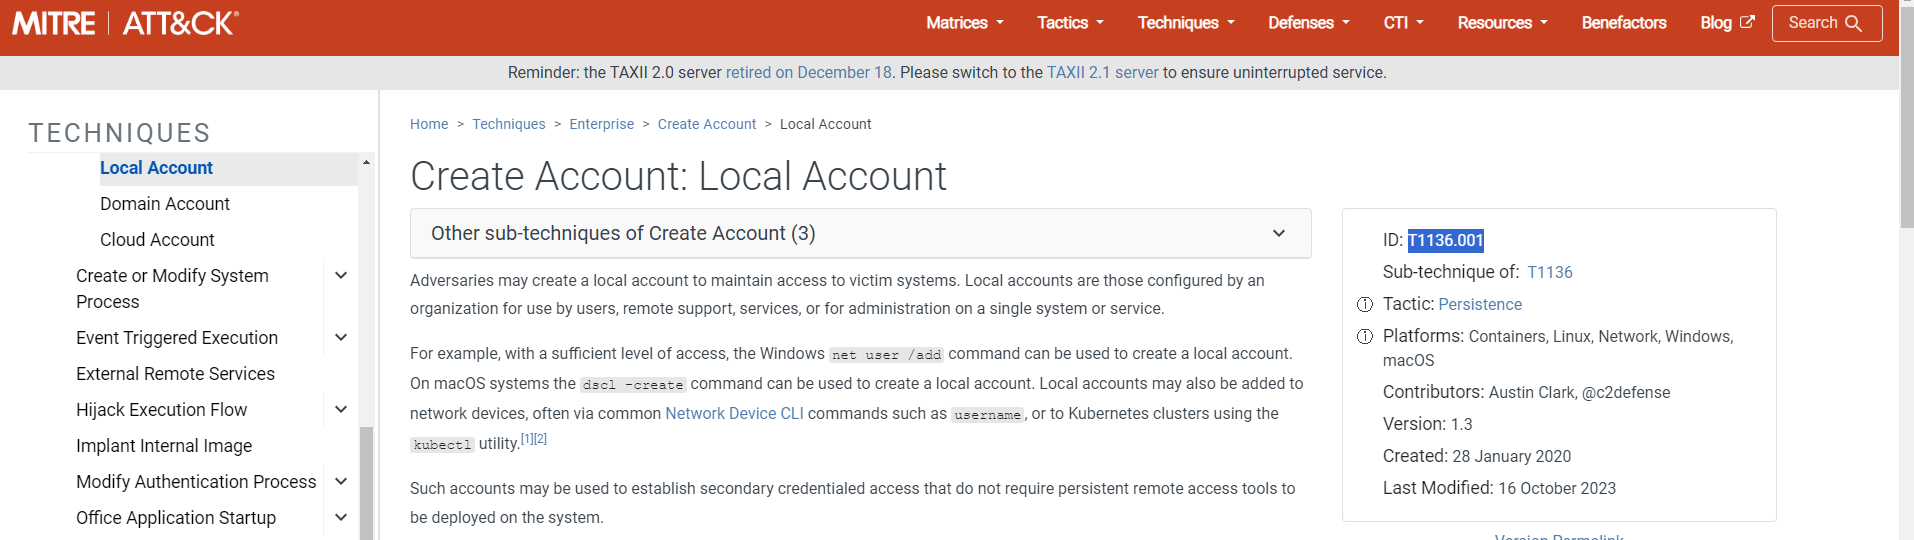 MITRE | ATT&CK®
Matrices Tactics Techniques Defenses CTI Resources Benefactors Blog Search
Reminder: the TAXII 2.0 server retired on December 18. Please switch to the TAXII 2.1 server to ensure uninterrupted service.
TECHNIQUES
Local Account
Domain Account
Cloud Account
Create or Modify System
Process
Event Triggered Execution
External Remote Services
Hijack Execution Flow
Implant Internal Image
Modify Authentication Process
Office Application Startup
Home > Techniques > Enterprise > Create Account > Local Account
Create Account: Local Account
Other sub-techniques of Create Account (3)
Adversaries may create a local account to maintain access to victim systems. Local accounts are those configured by an
organization for use by users, remote support, services, or for administration on a single system or service.
For example, with a sufficient level of access, the Windows net user /add command can be used to create a local account.
On macOS systems the dscl -create command can be used to create a local account. Local accounts may also be added to
network devices, often via common Network Device CLI commands such as username, or to Kubernetes clusters using the
kubectl utility.[1][2]
Such accounts may be used to establish secondary credentialed access that do not require persistent remote access tools to
be deployed on the system.
ID: T1136.001
Sub-technique of: T1136
Tactic: Persistence
Platforms: Containers, Linux, Network, Windows,
macOS
Contributors: Austin Clark, @c2defense
Version: 1.3
Created: 28 January 2020
Last Modified: 16 October 2023
Version Permalink